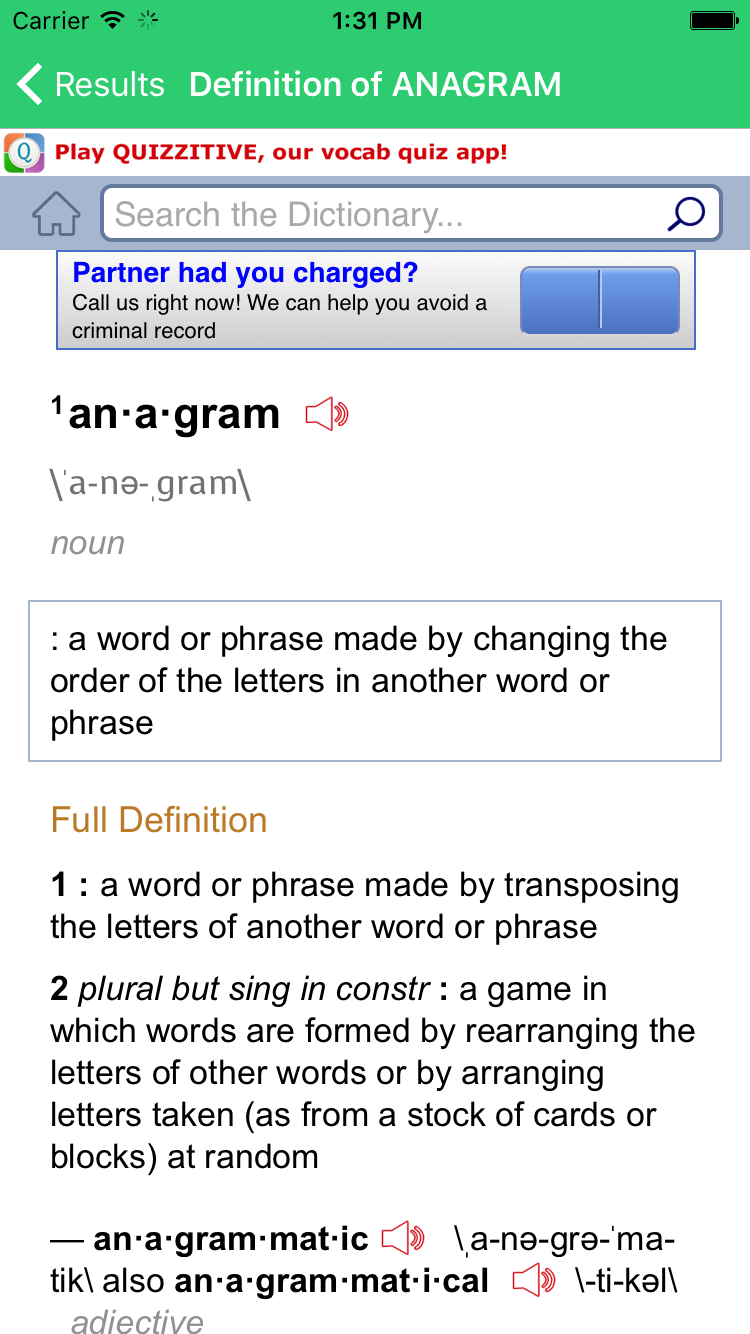 Carrier 1:31 PM
Results Definition of ANAGRAM
Q Play QUIZZITIVE, our vocab quiz app!
Search the Dictionary...
Partner had you charged?
Call us right now! We can help you avoid a
criminal record
1an·a·gram
\ˈa-nə-ˌgram\
noun
: a word or phrase made by changing the
order of the letters in another word or
phrase
Full Definition
1 : a word or phrase made by transposing
the letters of another word or phrase
2 plural but sing in constr : a game in
which words are formed by rearranging the
letters of other words or by arranging
letters taken (as from a stock of cards or
blocks) at random
— an·a·gram·mat·ic \ˌa-nə-grə-ˈma-
tik\ also an·a·gram·mat·i·cal \-ti-kəl\
adjective